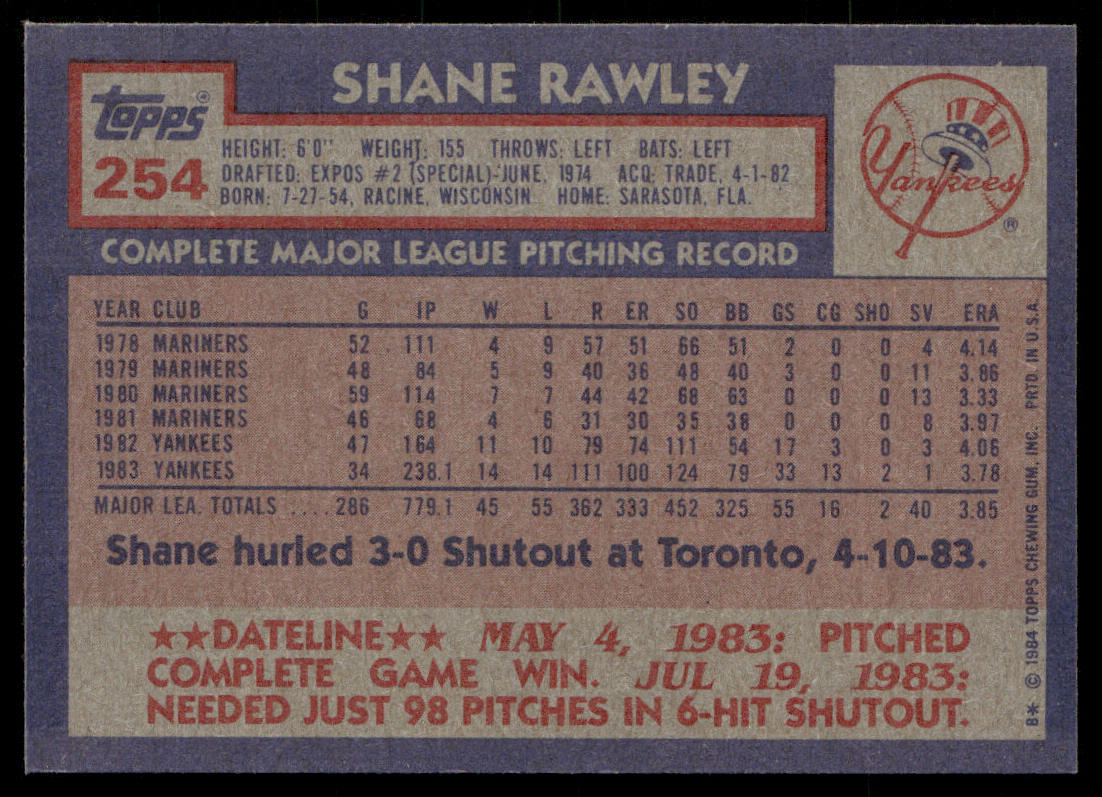 SHANE RAWLEY
Topps®
254
HEIGHT: 6'0" WEIGHT: 155 THROWS: LEFT BATS: LEFT
DRAFTED: EXPOS #2 (SPECIAL)-JUNE, 1974 ACQ: TRADE, 4-1-82
BORN: 7-27-54, RACINE, WISCONSIN HOME: SARASOTA, FLA.
Yankees®
COMPLETE MAJOR LEAGUE PITCHING RECORD
YEAR CLUB G IP W L R ER SO BB GS CG SHO SV ERA
1978 MARINERS 52 111 4 9 57 51 66 51 2 0 0 4 4.14
1979 MARINERS 48 84 5 9 40 36 48 40 3 0 0 11 3.86
1980 MARINERS 59 114 7 7 44 42 68 63 0 0 0 13 3.33
1981 MARINERS 46 68 4 6 31 30 35 38 0 0 0 8 3.97
1982 YANKEES 47 164 11 10 79 74 111 54 17 3 0 3 4.06
1983 YANKEES 34 238.1 14 14 111 100 124 79 33 13 2 1 3.78
MAJOR LEA. TOTALS ....286 779.1 45 55 362 333 452 325 55 16 2 40 3.85
Shane hurled 3-0 Shutout at Toronto, 4-10-83.
★★DATELINE★★ MAY 4, 1983: PITCHED
COMPLETE GAME WIN. JUL 19, 1983:
NEEDED JUST 98 PITCHES IN 6-HIT SHUTOUT.
B* © 1984 TOPPS CHEWING GUM, INC. PRTD. IN U.S.A.